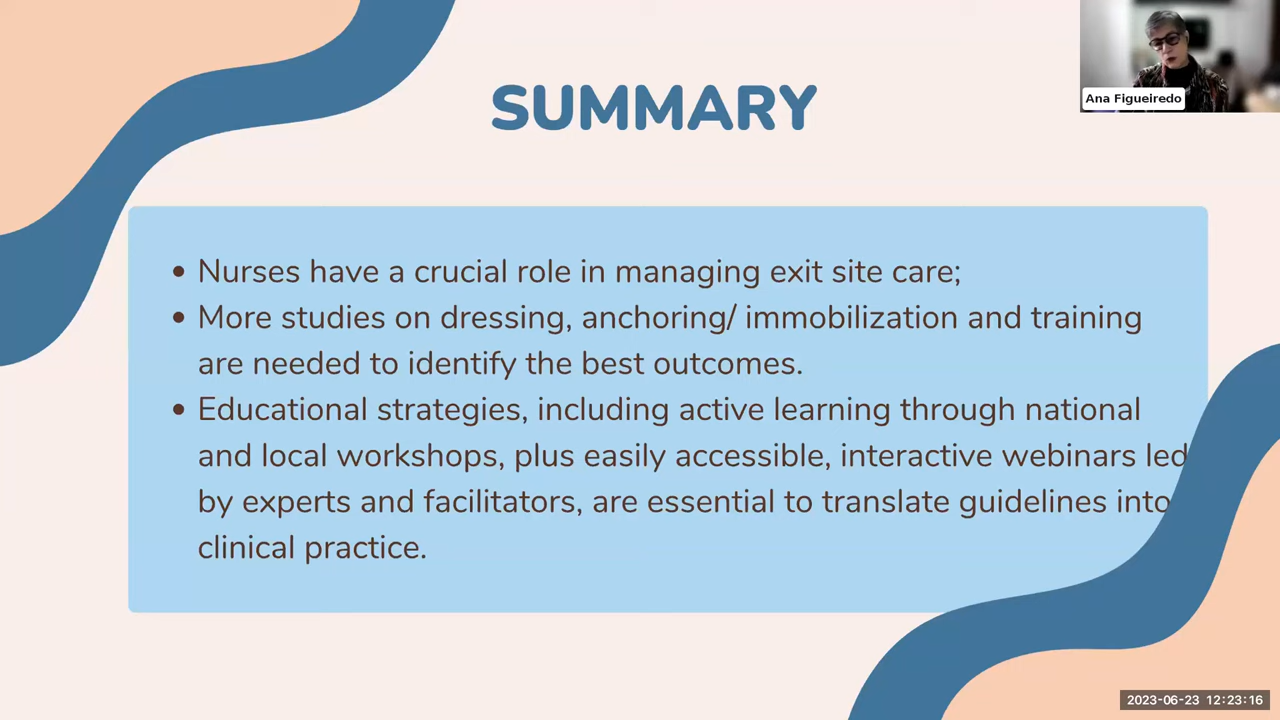 Ana Figueiredo
SUMMARY
• Nurses have a crucial role in managing exit site care;
• More studies on dressing, anchoring/ immobilization and training
are needed to identify the best outcomes.
• Educational strategies, including active learning through national
and local workshops, plus easily accessible, interactive webinars led
by experts and facilitators, are essential to translate guidelines into
clinical practice.
2023-06-23 12:23:16